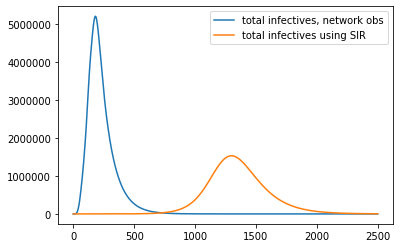 total infectives, network obs
total infectives using SIR
5000000
4000000
3000000
2000000
1000000
0
0 500 1000 1500 2000 2500